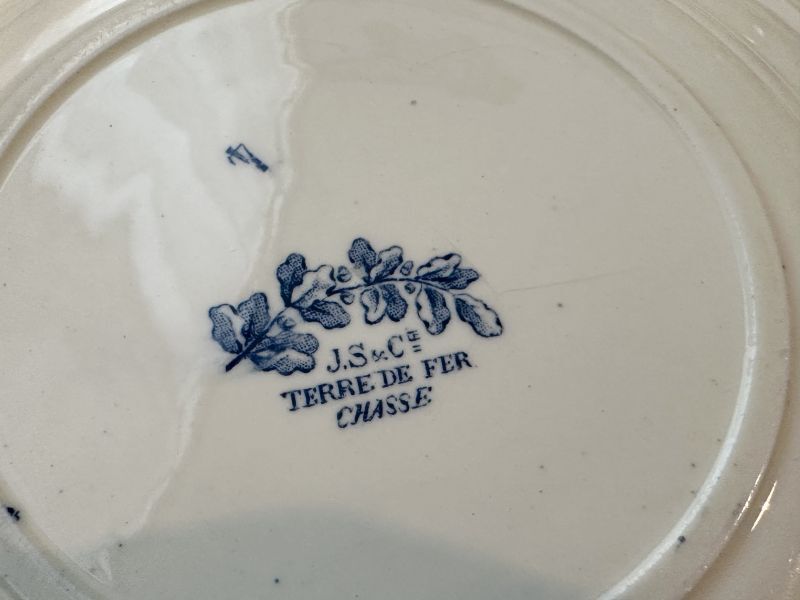 J.S & Cie
TERRE DE FER
CHASSE